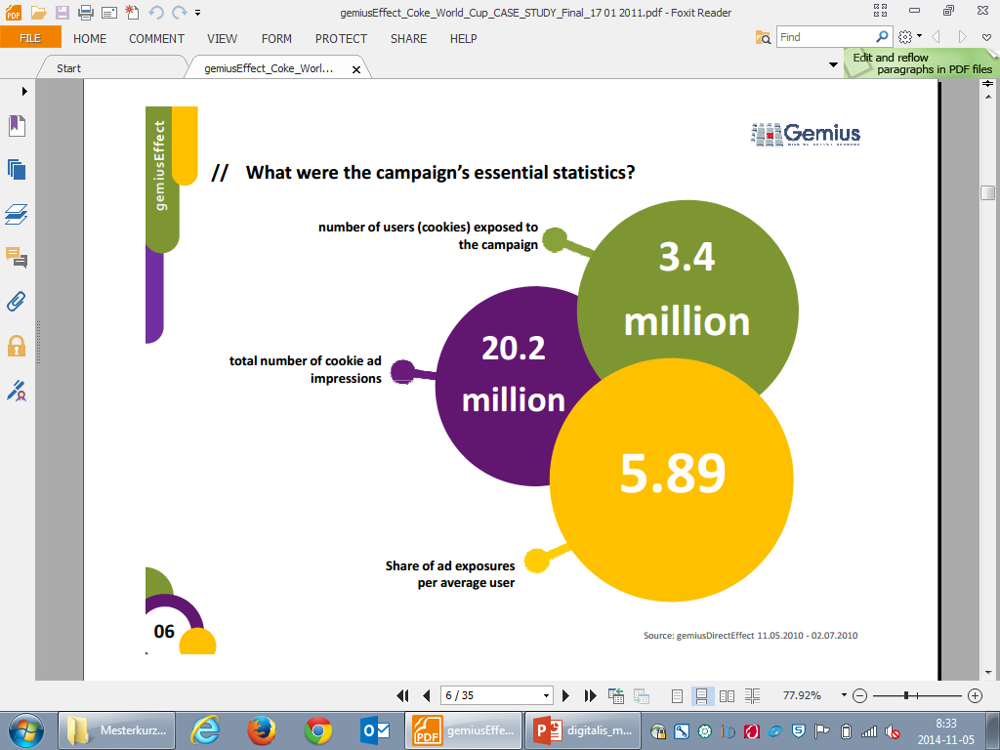 gemiusEffect_Coke_World_Cup_CASE_STUDY_Final_17 01 2011.pdf - Foxit Reader
FILE HOME COMMENT VIEW FORM PROTECT SHARE HELP
Find
Start
gemiusEffect_Coke_Worl...
Edit and reflow
paragraphs in PDF files
gemiusEffect
Gemius
// What were the campaign's essential statistics?
number of users (cookies) exposed to
the campaign
3.4
million
total number of cookie ad
impressions
20.2
million
5.89
Share of ad exposures
per average user
06
Source: gemiusDirectEffect 11.05.2010 - 02.07.2010
6 / 35
77.92%
Mesterkurz...
gemiusEffe...
digitalis_m...
8:33
2014-11-05